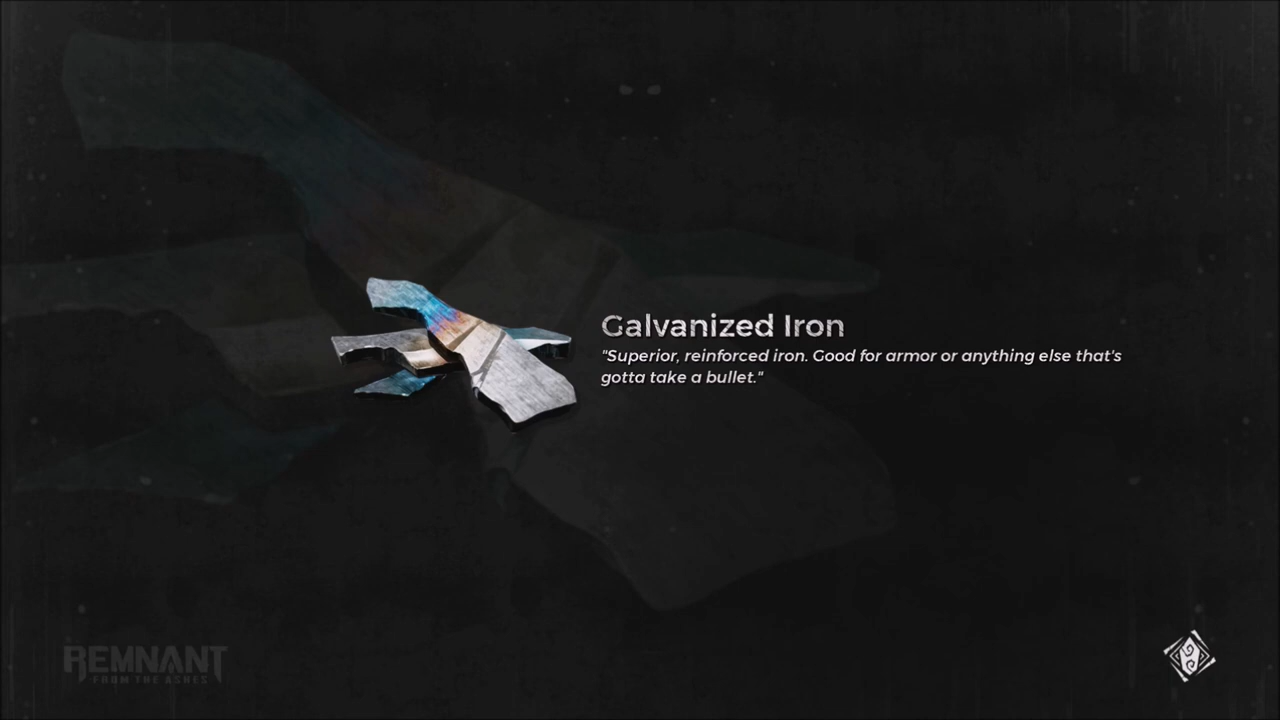 Galvanized Iron
"Superior, reinforced iron. Good for armor or anything else that's
gotta take a bullet."
REMNANT
FROM THE ASHES